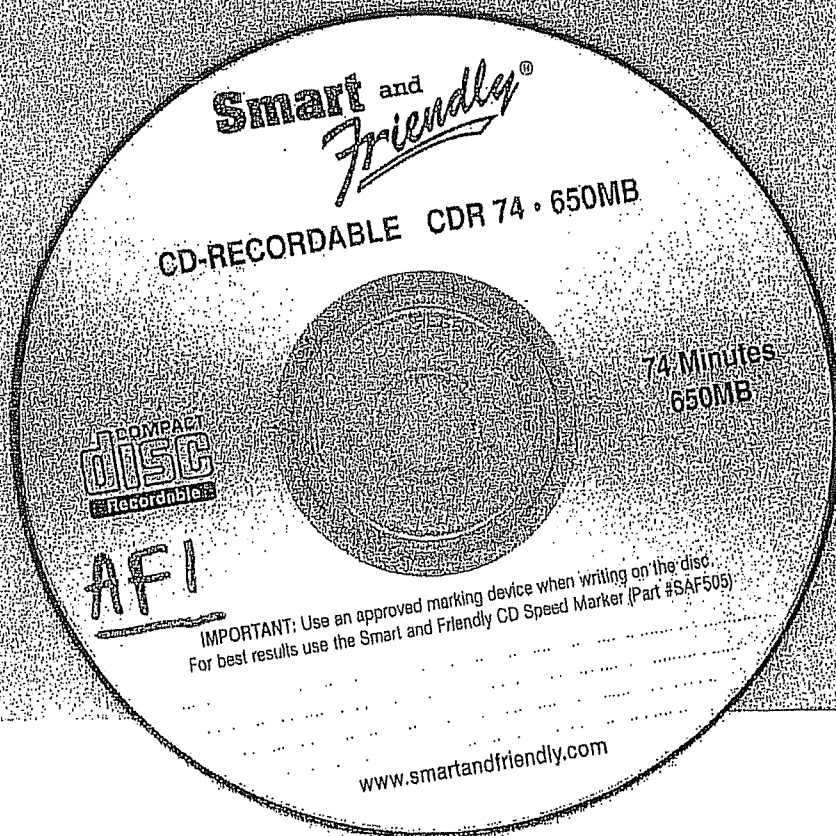 Smart and
Friendly®
CD-RECORDABLE CDR 74 • 650MB
74 Minutes
650MB
COMPACT
disc
Recordable
AFI
IMPORTANT: Use an approved marking device when writing on the disc.
For best results use the Smart and Friendly CD Speed Marker (Part #SAF505)
www.smartandfriendly.com